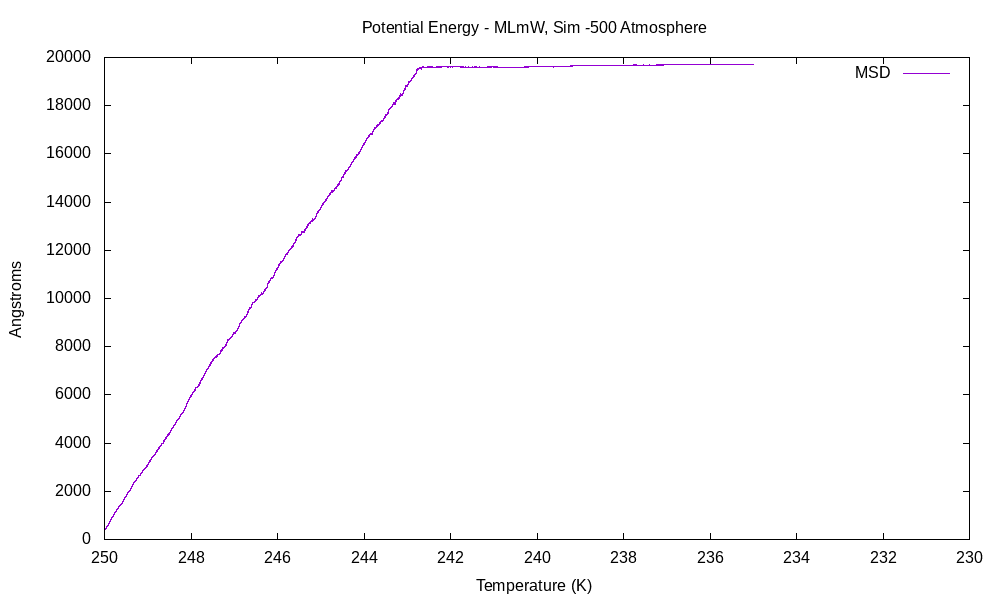 Potential Energy - MLmW, Sim -500 Atmosphere
20000
18000
16000
14000
12000
10000
8000
6000
4000
2000
0
Angstroms
MSD
250 248 246 244 242 240 238 236 234 232 230
Temperature (K)